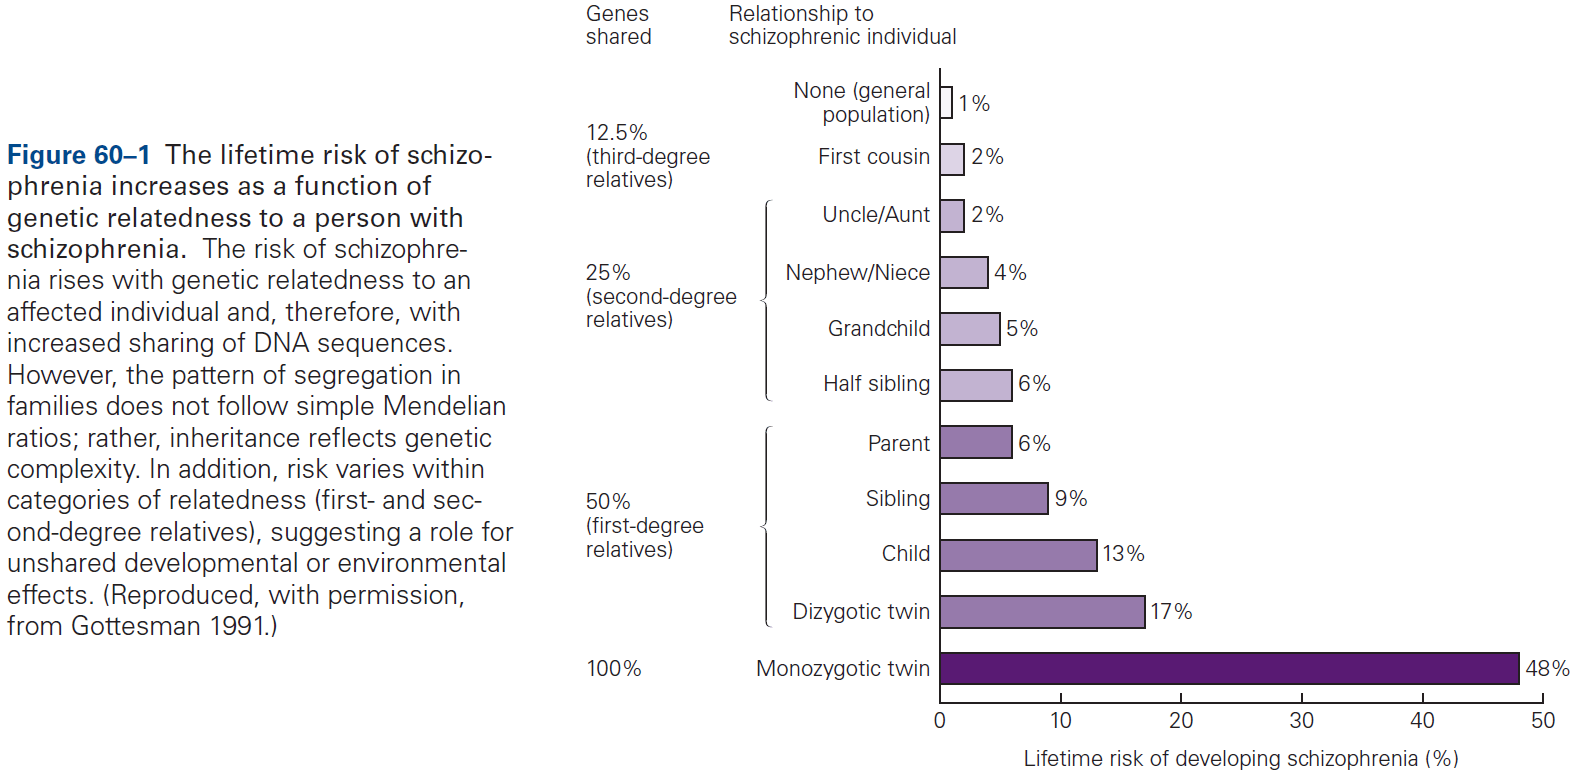 Figure 60–1 The lifetime risk of schizo-
phrenia increases as a function of
genetic relatedness to a person with
schizophrenia. The risk of schizophre-
nia rises with genetic relatedness to an
affected individual and, therefore, with
increased sharing of DNA sequences.
However, the pattern of segregation in
families does not follow simple Mendelian
ratios; rather, inheritance reflects genetic
complexity. In addition, risk varies within
categories of relatedness (first- and sec-
ond-degree relatives), suggesting a role for
unshared developmental or environmental
effects. (Reproduced, with permission,
from Gottesman 1991.)
Genes
shared
Relationship to
schizophrenic individual
None (general
population)
1%
12.5%
(third-degree
relatives)
First cousin
2%
Uncle/Aunt
2%
25%
(second-degree
relatives)
Nephew/Niece
4%
Grandchild
5%
Half sibling
6%
Parent
6%
50%
(first-degree
relatives)
Sibling
9%
Child
13%
Dizygotic twin
17%
100%
Monozygotic twin
48%
0 10 20 30 40 50
Lifetime risk of developing schizophrenia (%)